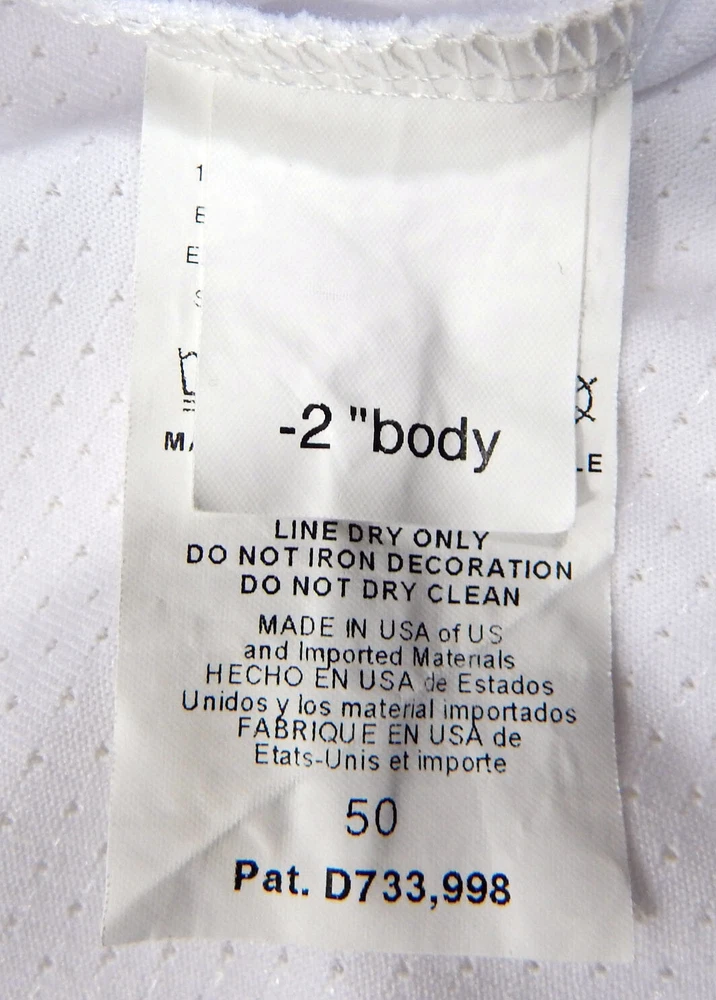 -2 "body
LINE DRY ONLY
DO NOT IRON DECORATION
DO NOT DRY CLEAN
MADE IN USA of US
and Imported Materials
HECHO EN USA de Estados
Unidos y los material importados
FABRIQUE EN USA de
Etats-Unis et importe
50
Pat. D733,998